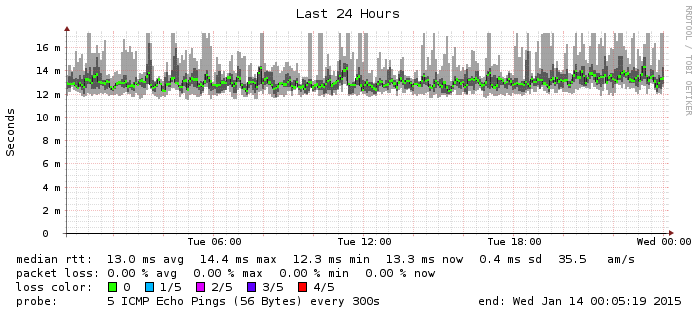 Last 24 Hours
RRDTOOL / TOBI OETIKER
Seconds
16 m
14 m
12 m
10 m
8 m
6 m
4 m
2 m
0
Tue 06:00 Tue 12:00 Tue 18:00 Wed 00:00
median rtt: 13.0 ms avg 14.4 ms max 12.3 ms min 13.3 ms now 0.4 ms sd 35.5 am/s
packet loss: 0.00 % avg 0.00 % max 0.00 % min 0.00 % now
loss color: 0 1/5 2/5 3/5 4/5
probe: 5 ICMP Echo Pings (56 Bytes) every 300s end: Wed Jan 14 00:05:19 2015